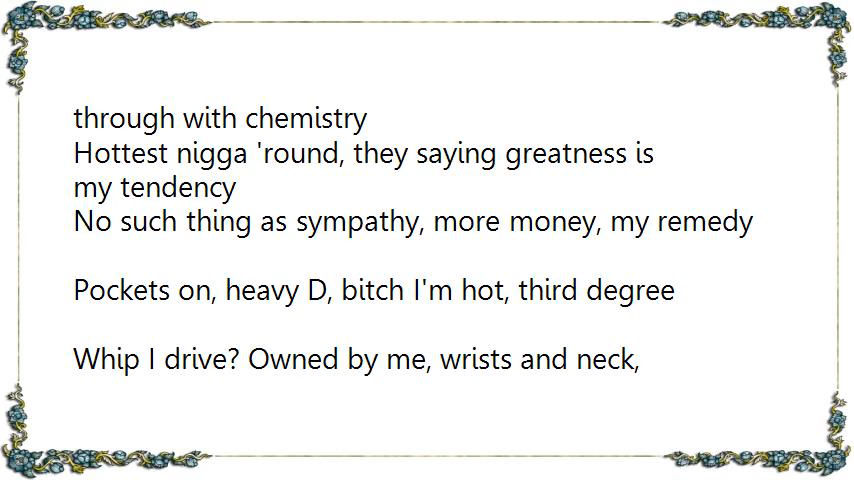 through with chemistry
Hottest nigga 'round, they saying greatness is
my tendency
No such thing as sympathy, more money, my remedy
Pockets on, heavy D, bitch I'm hot, third degree
Whip I drive? Owned by me, wrists and neck,